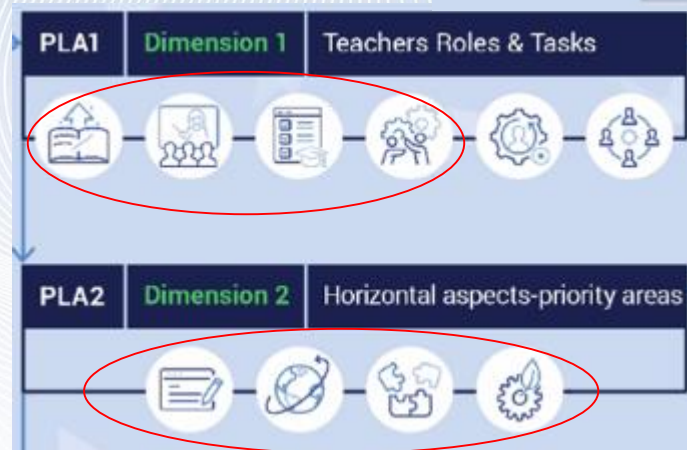 PLA1 Dimension 1 Teachers Roles & Tasks
PLA2 Dimension 2 Horizontal aspects-priority areas